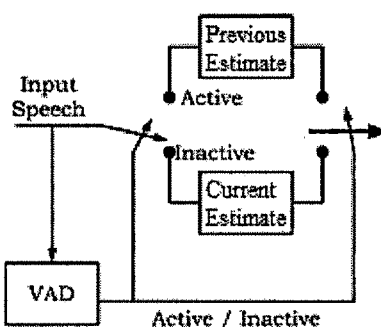 Previous
Estimate
Input
Speech
Active
Inactive
Current
Estimate
VAD
Active / Inactive